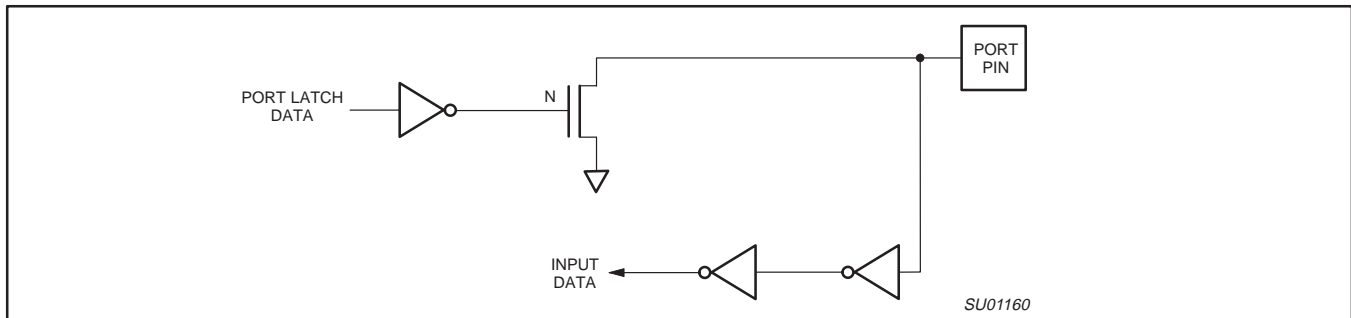 PORT
PIN
N
PORT LATCH
DATA
INPUT
DATA
SU01160